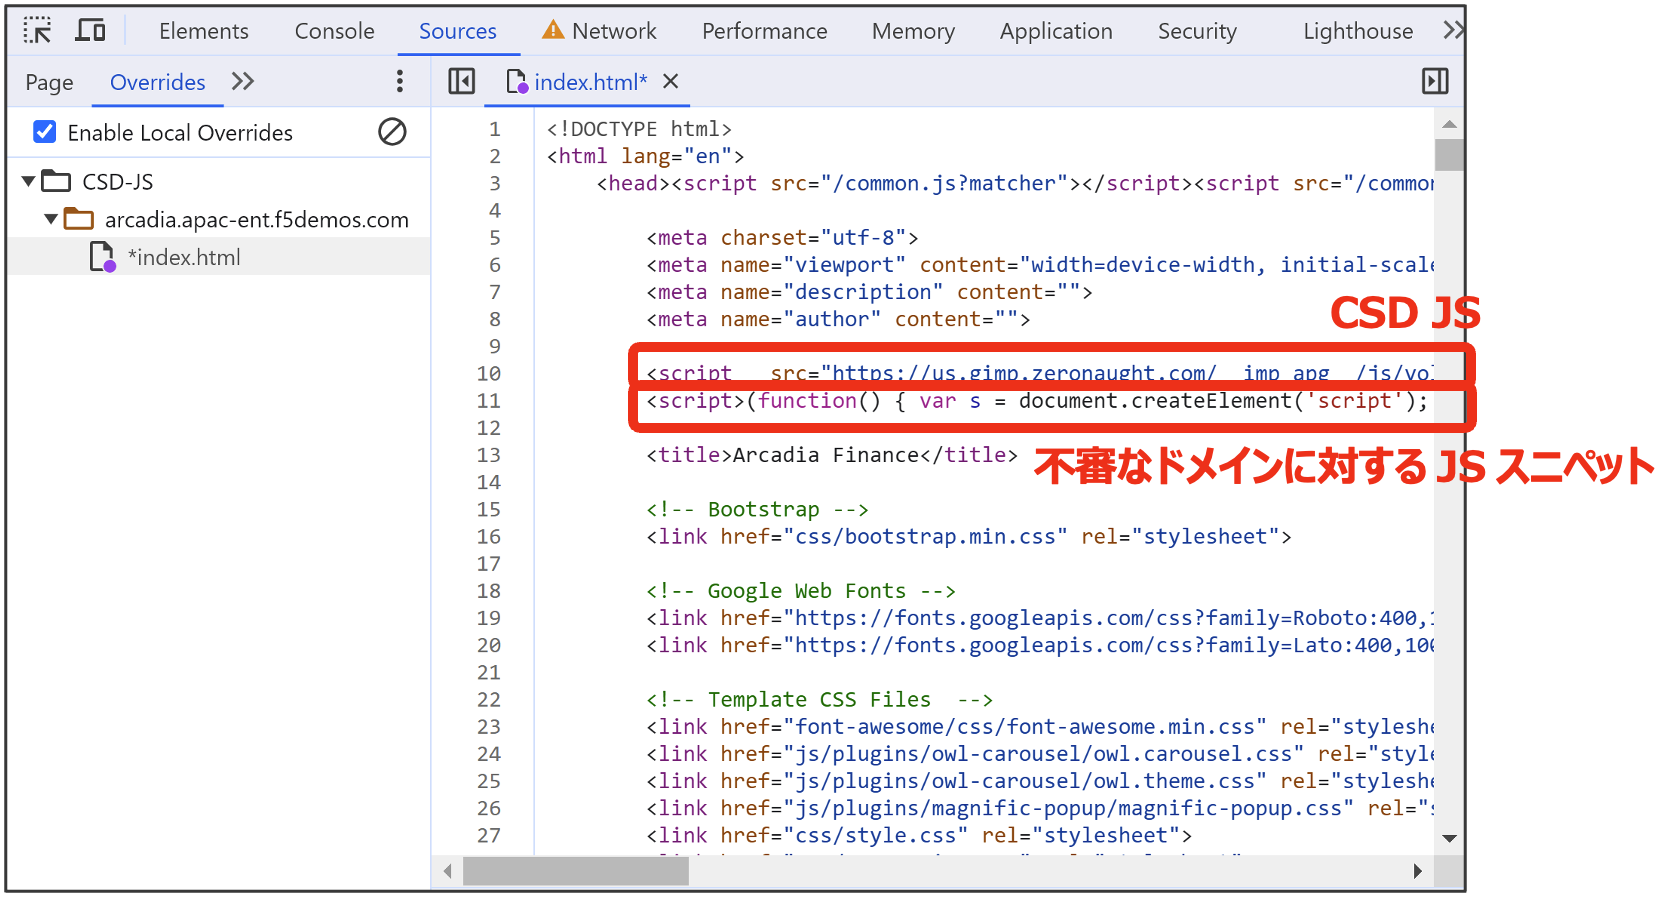 Elements Console Sources Network Performance Memory Application Security Lighthouse
Page Overrides
index.html*
Enable Local Overrides
CSD-JS
arcadia.apac-ent.f5demos.com
*index.html
1 <!DOCTYPE html>
2 <html lang="en">
3 <head><script src="/common.js?matcher"></script><script src="/common
4
5 <meta charset="utf-8">
6 <meta name="viewport" content="width=device-width, initial-scale
7 <meta name="description" content="">
8 <meta name="author" content="">
CSD JS
9
10 <script src="https://us.gimp.zeronaught.com/__imp_apg__/js/vol
11 <script>(function() { var s = document.createElement('script');
12
13 <title>Arcadia Finance</title>
不審なドメインに対する JS スニペット
14
15 <!-- Bootstrap -->
16 <link href="css/bootstrap.min.css" rel="stylesheet">
17
18 <!-- Google Web Fonts -->
19 <link href="https://fonts.googleapis.com/css?family=Roboto:400,1
20 <link href="https://fonts.googleapis.com/css?family=Lato:400,100
21
22 <!-- Template CSS Files -->
23 <link href="font-awesome/css/font-awesome.min.css" rel="styleshe
24 <link href="js/plugins/owl-carousel/owl.carousel.css" rel="style
25 <link href="js/plugins/owl-carousel/owl.theme.css" rel="styleshe
26 <link href="js/plugins/magnific-popup/magnific-popup.css" rel="s
27 <link href="css/style.css" rel="stylesheet">